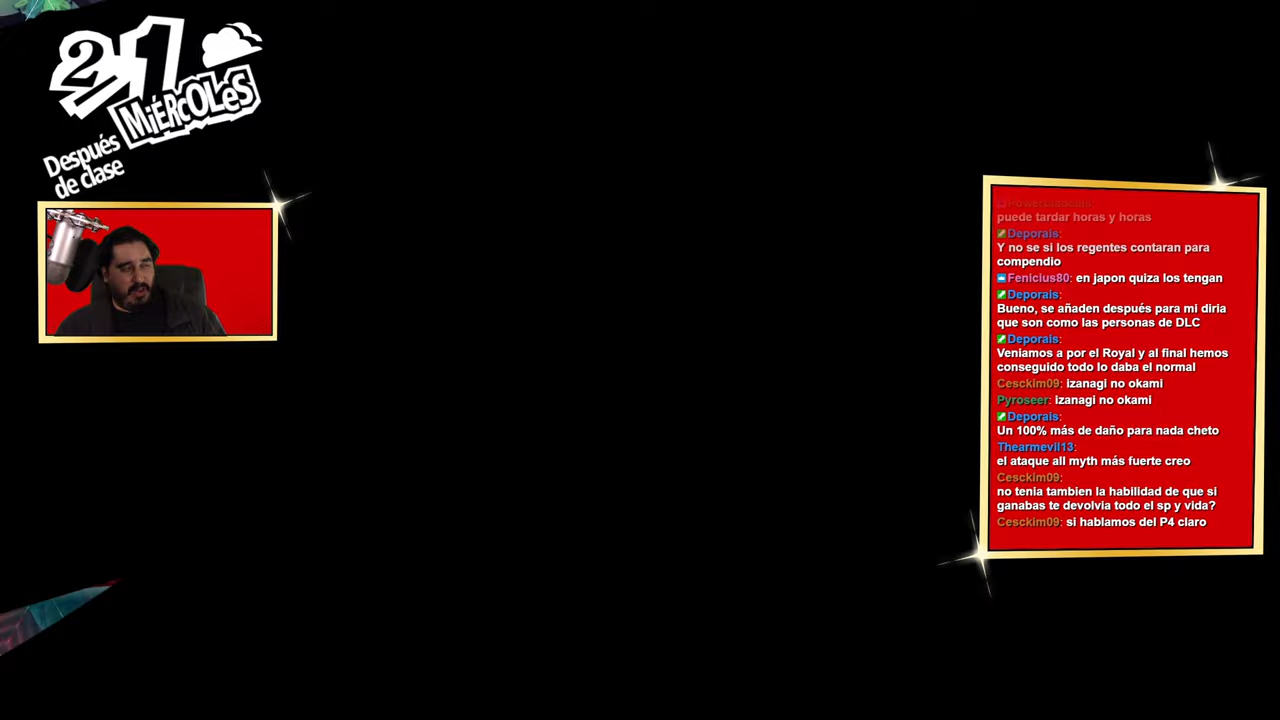 21
MiÉRcOLeS
Después
de clase
puede tardar horas y horas
Deporais:
Y no se si los regentes contaran para
compendio
Fenicius80: en japon quiza los tengan
Deporais:
Bueno, se añaden después para mi diria
que son como las personas de DLC
Deporais:
Veniamos a por el Royal y al final hemos
conseguido todo lo daba el normal
Cesckim09: izanagi no okami
Pyroseer: izanagi no okami
Deporais:
Un 100% más de daño para nada cheto
Thearmevil13:
el ataque all myth más fuerte creo
Cesckim09:
no tenia tambien la habilidad de que si
ganabas te devolvia todo el sp y vida?
Cesckim09: si hablamos del P4 claro